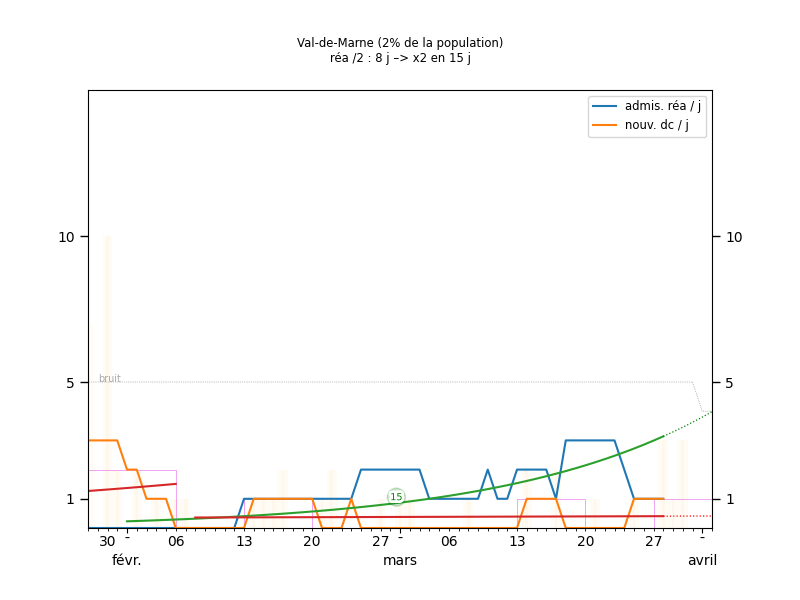 Val-de-Marne (2% de la population)
réa /2 : 8 j –> x2 en 15 j
admis. réa / j
nouv. dc / j
10 10
bruit
5 5
15
1 1
30 - 06 13 20 27 - 06 13 20 27 -
févr. mars avril